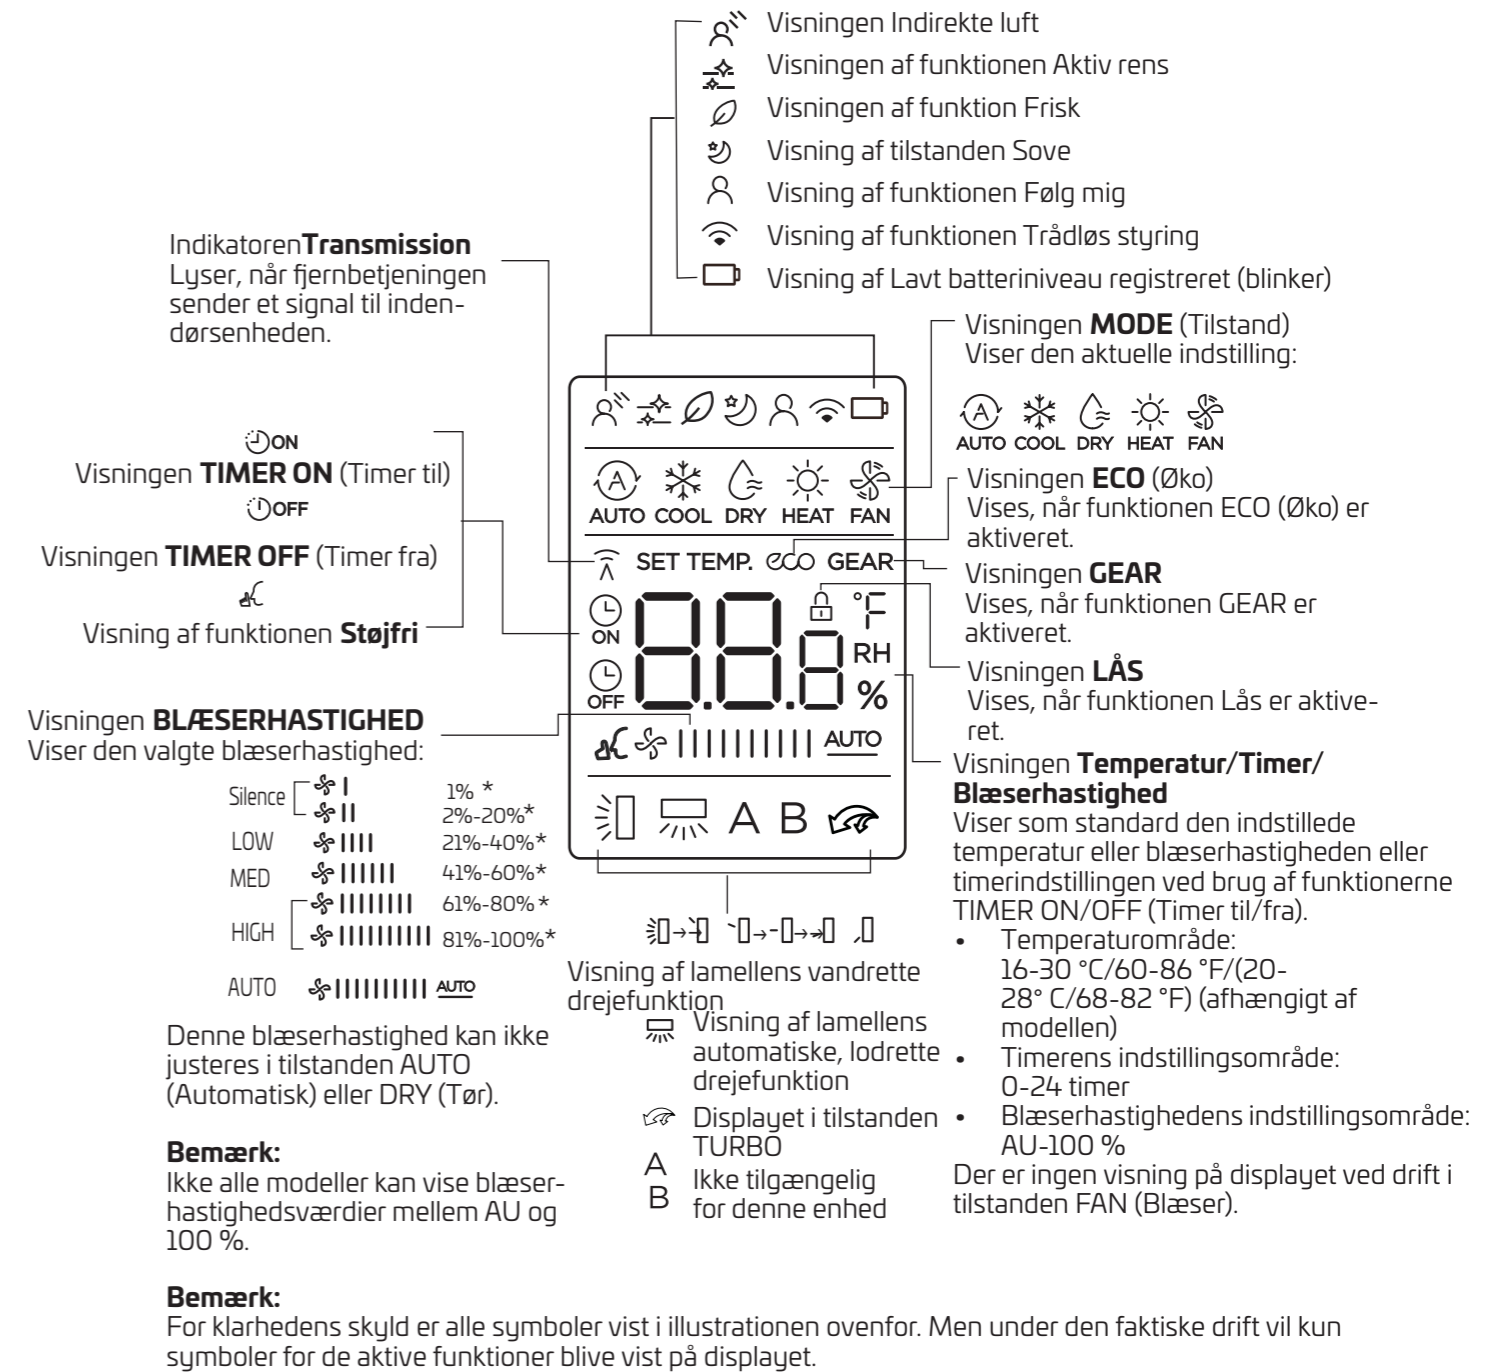 Visningen Indirekte luft
Visningen af funktionen Aktiv rens
Visningen af funktion Frisk
Visning af tilstanden Sove
Visning af funktionen Følg mig
Visning af funktionen Trådløs styring
Visning af Lavt batteriniveau registreret (blinker)
IndikatorenTransmission
Lyser, når fjernbetjeningen
sender et signal til inden-
dørsenheden.
ON
Visningen TIMER ON (Timer til)
OFF
Visningen TIMER OFF (Timer fra)
Visning af funktionen Støjfri
Visningen BLÆSERHASTIGHED
Viser den valgte blæserhastighed:
Silence 1% *
2%-20%*
LOW 21%-40%*
MED 41%-60%*
HIGH 61%-80%*
81%-100%*
AUTO AUTO
Denne blæserhastighed kan ikke
justeres i tilstanden AUTO
(Automatisk) eller DRY (Tør).
Bemærk:
Ikke alle modeller kan vise blæser-
hastighedsværdier mellem AU og
100 %.
A
AUTO COOL DRY HEAT FAN
SET TEMP. eco GEAR
ON
OFF
88.8.
°F
RH
%
AUTO
A B
Visning af lamellens vandrette
drejefunktion
Visning af lamellens
automatiske, lodrette
drejefunktion
Displayet i tilstanden
TURBO
A
B
Ikke tilgængelig
for denne enhed
Visningen MODE (Tilstand)
Viser den aktuelle indstilling:
A
AUTO COOL DRY HEAT FAN
Visningen ECO (Øko)
Vises, når funktionen ECO (Øko) er
aktiveret.
Visningen GEAR
Vises, når funktionen GEAR er
aktiveret.
Visningen LÅS
Vises, når funktionen Lås er aktive-
ret.
Visningen Temperatur/Timer/
Blæserhastighed
Viser som standard den indstillede
temperatur eller blæserhastigheden eller
timerindstillingen ved brug af funktionerne
TIMER ON/OFF (Timer til/fra).
• Temperaturområde:
16-30 °C/60-86 °F/(20-
28° C/68-82 °F) (afhængigt af
modellen)
• Timerens indstillingsområde:
0-24 timer
• Blæserhastighedens indstillingsområde:
AU-100 %
Der er ingen visning på displayet ved drift i
tilstanden FAN (Blæser).
Bemærk:
For klarhedens skyld er alle symboler vist i illustrationen ovenfor. Men under den faktiske drift vil kun
symboler for de aktive funktioner blive vist på displayet.